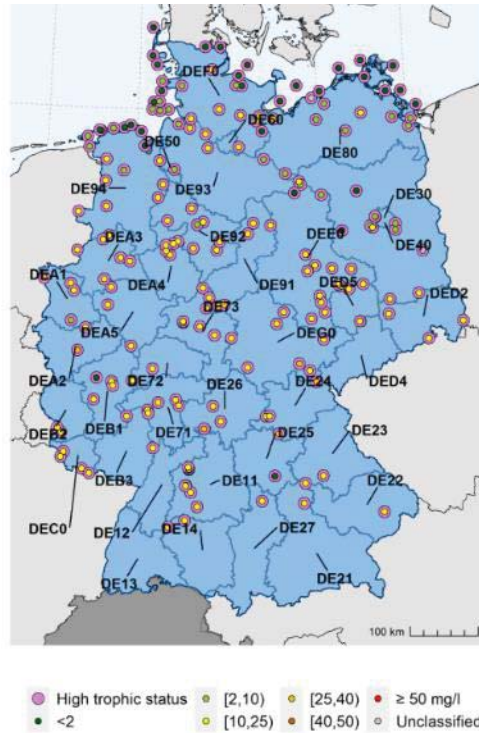 DEF0
DE60
DE50
DE80
DE94
DE93
DE30
DE92
DEE0
DE40
DEA3
DEA1
DEA4
DE91
DED5
DED2
DE73
DEA5
DEG0
DEA2
DE72
DE26
DE24
DED4
DEB2
DEB1
DE71
DE25
DE23
DEB3
DE11
DE22
DEC0
DE12
DE14
DE27
DE13
DE21
100 km
High trophic status
[2,10)
[25,40)
≥ 50 mg/l
<2
[10,25)
[40,50)
Unclassified